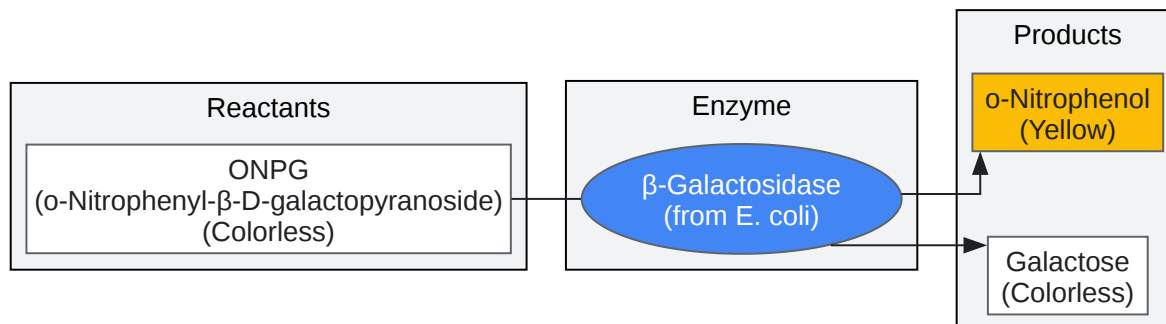 Reactants
ONPG
(o-Nitrophenyl-β-D-galactopyranoside)
(Colorless)
Enzyme
β-Galactosidase
(from E. coli)
Products
o-Nitrophenol
(Yellow)
Galactose
(Colorless)